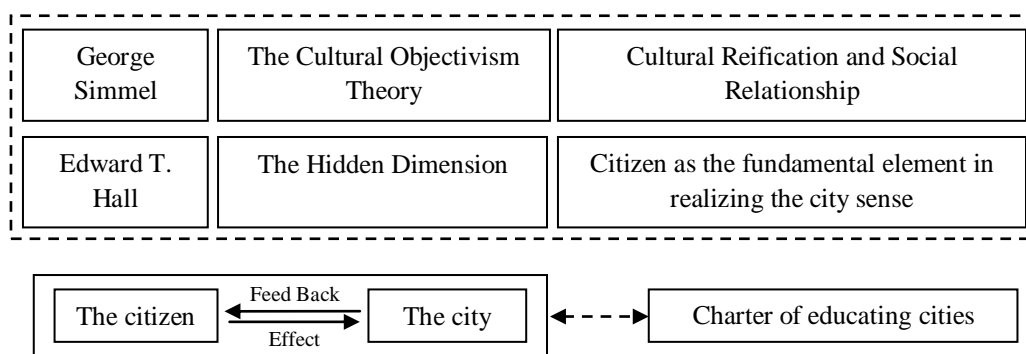 George
Simmel
The Cultural Objectivism
Theory
Cultural Reification and Social
Relationship
Edward T.
Hall
The Hidden Dimension
Citizen as the fundamental element in
realizing the city sense
The citizen
Feed Back
Effect
The city
Charter of educating cities